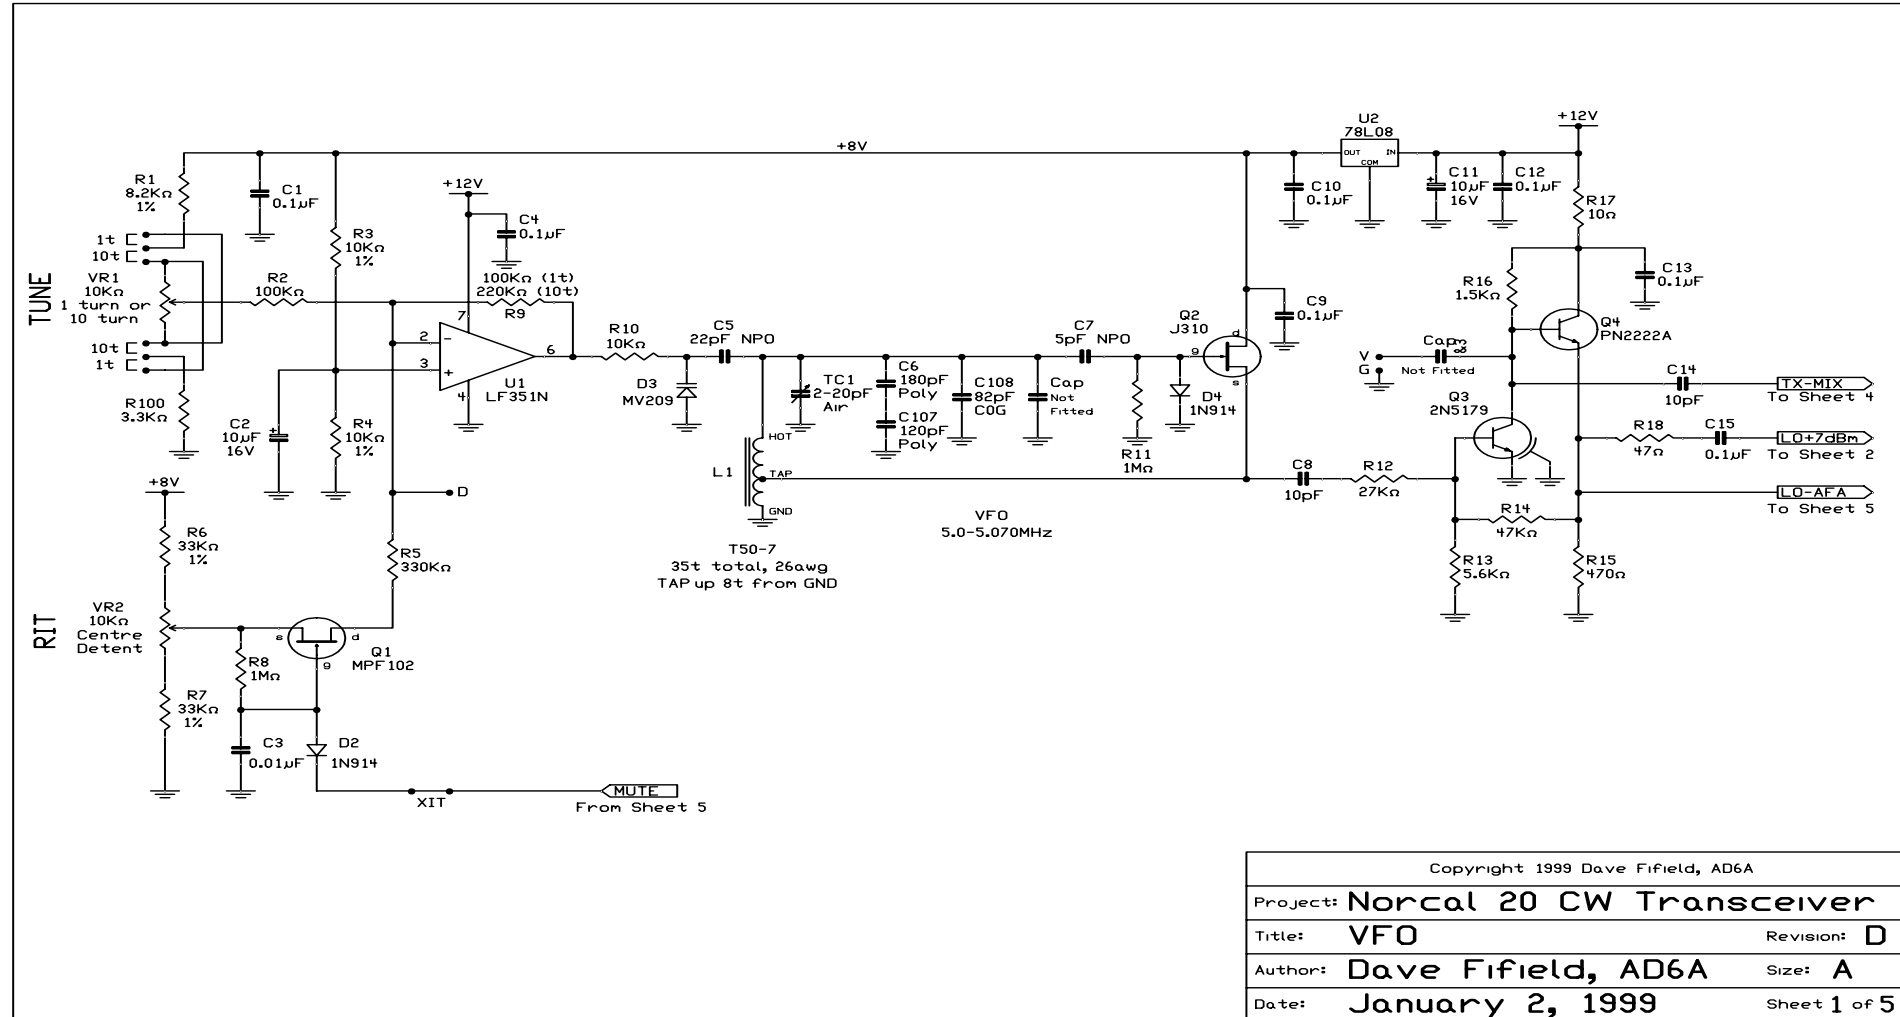 TUNE
R1
8.2KΩ
1%
1t
10t
VR1
10KΩ
1 turn or
10 turn
10t
1t
R100
3.3KΩ
C1
0.1µF
R2
100KΩ
R3
10KΩ
1%
C2
10µF
16V
+
R4
10KΩ
1%
+12V
C4
0.1µF
100KΩ (1t)
220KΩ (10t)
R9
7
2
-
3
+
6
4
U1
LF351N
D
R5
330KΩ
RIT
+8V
R6
33KΩ
1%
VR2
10KΩ
Centre
Detent
R7
33KΩ
1%
s
d
g
Q1
MPF102
R8
1MΩ
C3
0.01µF
D2
1N914
XIT
MUTE
From Sheet 5
+8V
R10
10KΩ
D3
MV209
C5
22pF NPO
L1
HOT
TAP
GND
T50-7
35t total, 26awg
TAP up 8t from GND
TC1
2-20pF
Air
C6
180pF
Poly
C107
120pF
Poly
C108
82pF
C0G
Cap
Not
Fitted
C7
5pF NPO
R11
1MΩ
VFO
5.0-5.070MHz
Q2
J310
d
g
s
D4
1N914
C9
0.1µF
C10
0.1µF
U2
78L08
OUT
IN
COM
C11
10µF
16V
+
C12
0.1µF
+12V
R17
10Ω
R16
1.5KΩ
C13
0.1µF
Q4
PN2222A
V
G
Cap
Not Fitted
Q3
2N5179
C8
10pF
R12
27KΩ
R13
5.6KΩ
R14
47KΩ
R15
470Ω
C14
10pF
TX-MIX
To Sheet 4
R18
47Ω
C15
0.1µF
LO+7dBm
To Sheet 2
LO-AFA
To Sheet 5
Copyright 1999 Dave Fifield, AD6A
Project: Norcal 20 CW Transceiver
Title: VFO Revision: D
Author: Dave Fifield, AD6A Size: A
Date: January 2, 1999 Sheet 1 of 5